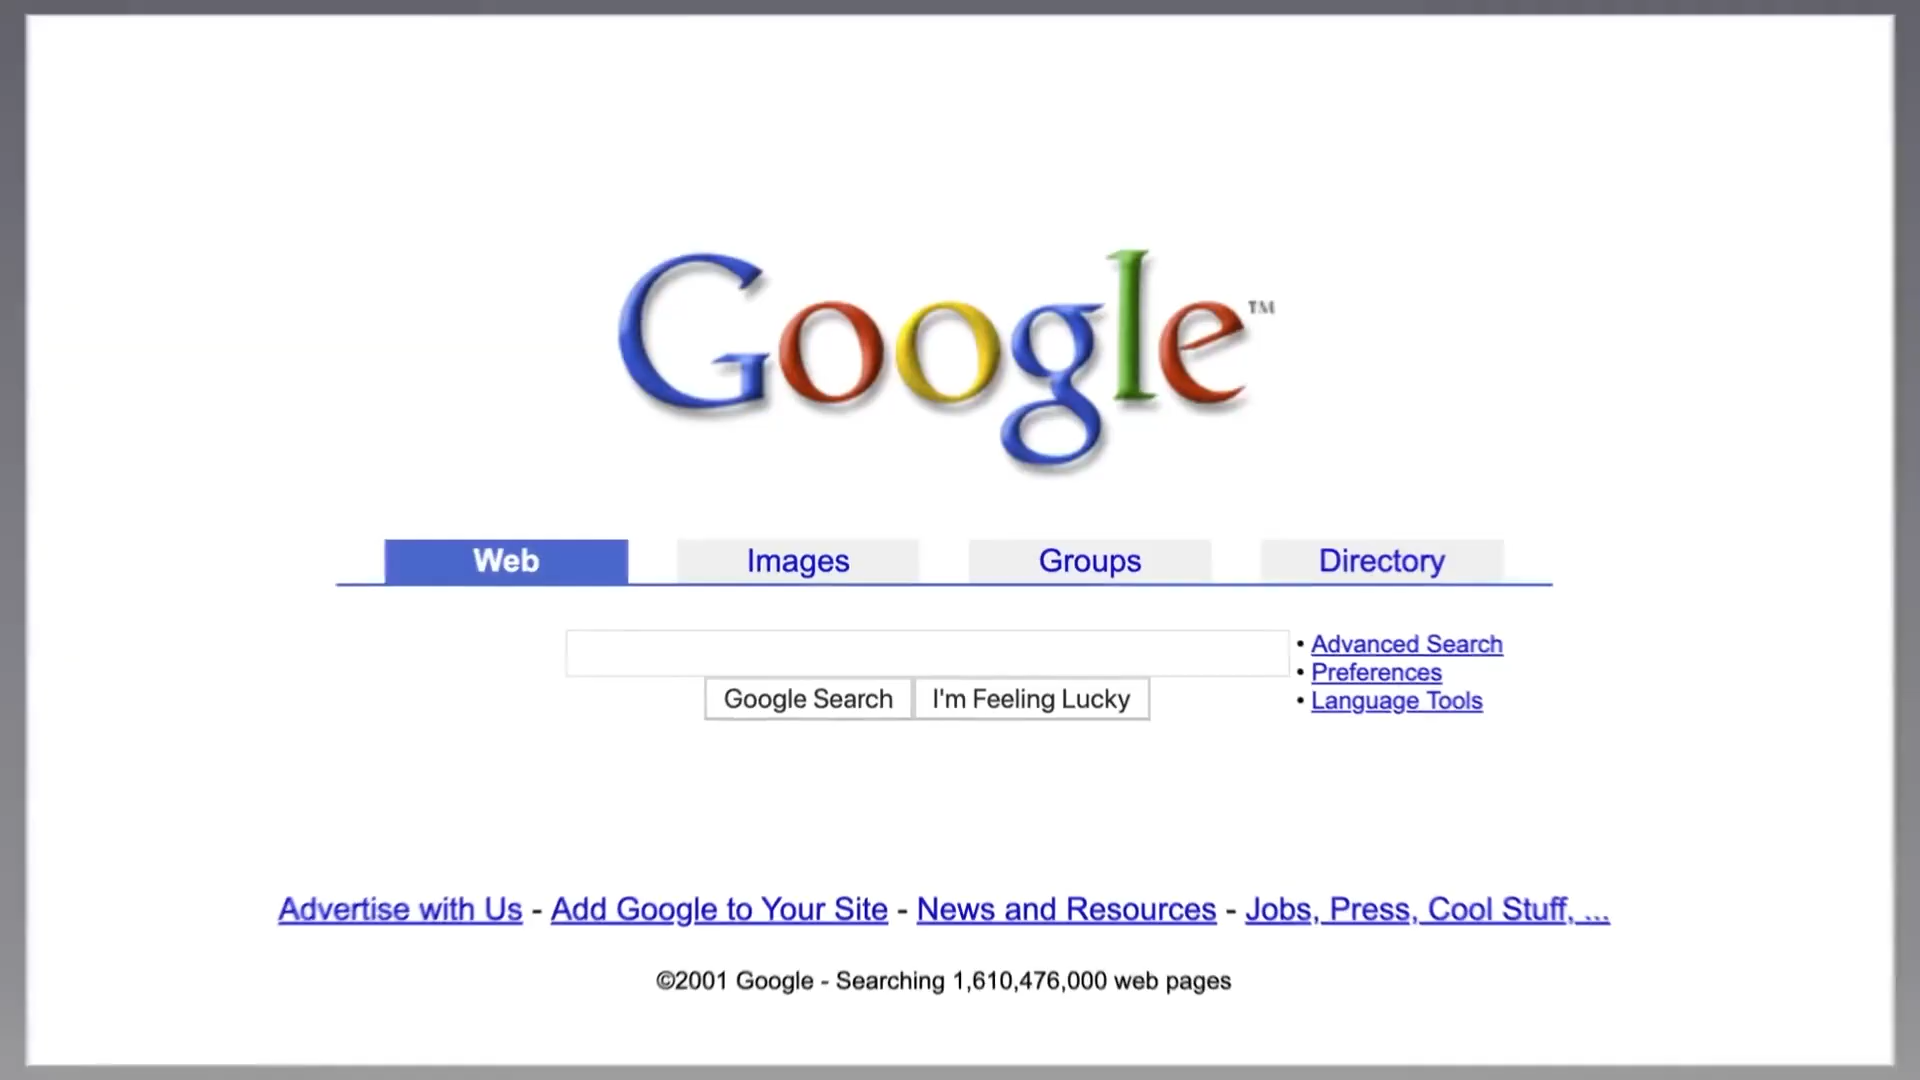 Google™
Web Images Groups Directory
• Advanced Search
• Preferences
• Language Tools
Google Search I'm Feeling Lucky
Advertise with Us - Add Google to Your Site - News and Resources - Jobs, Press, Cool Stuff, ...
©2001 Google - Searching 1,610,476,000 web pages